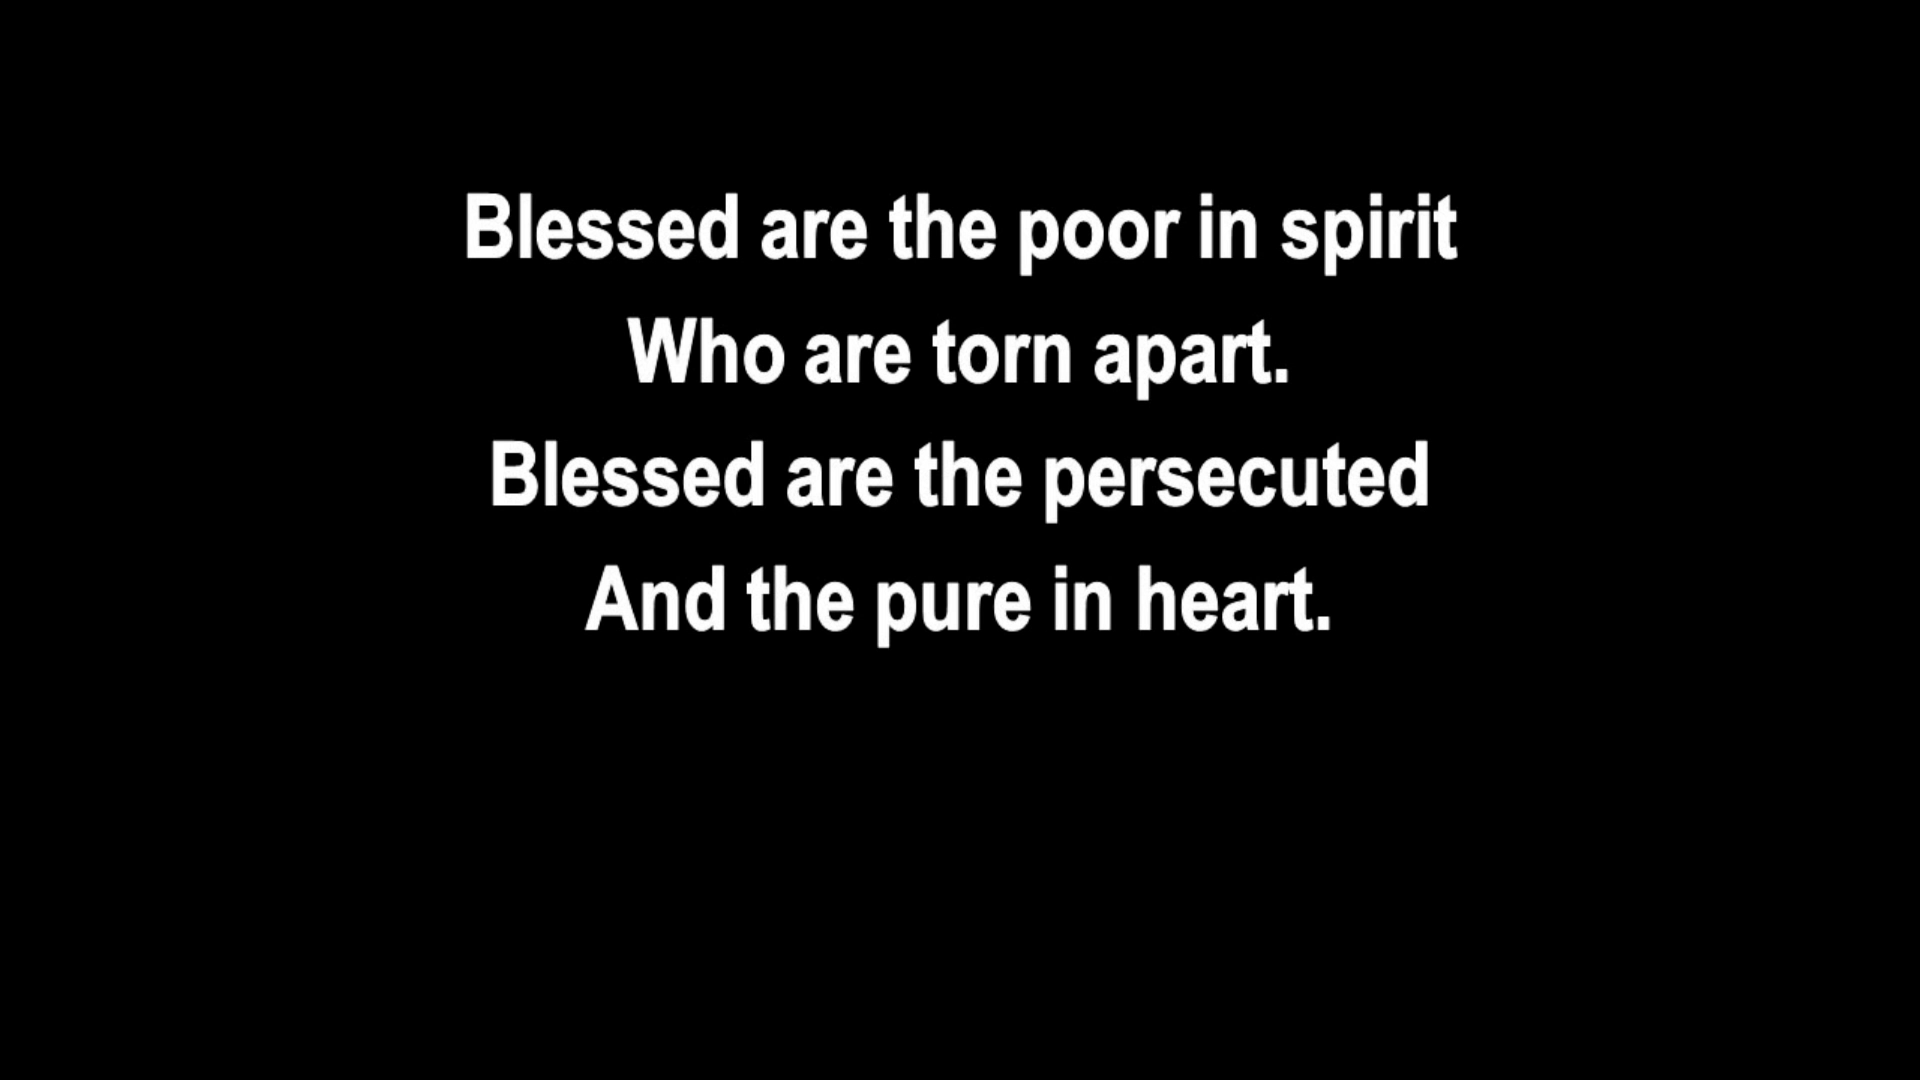 Blessed are the poor in spirit
Who are torn apart.
Blessed are the persecuted
And the pure in heart.